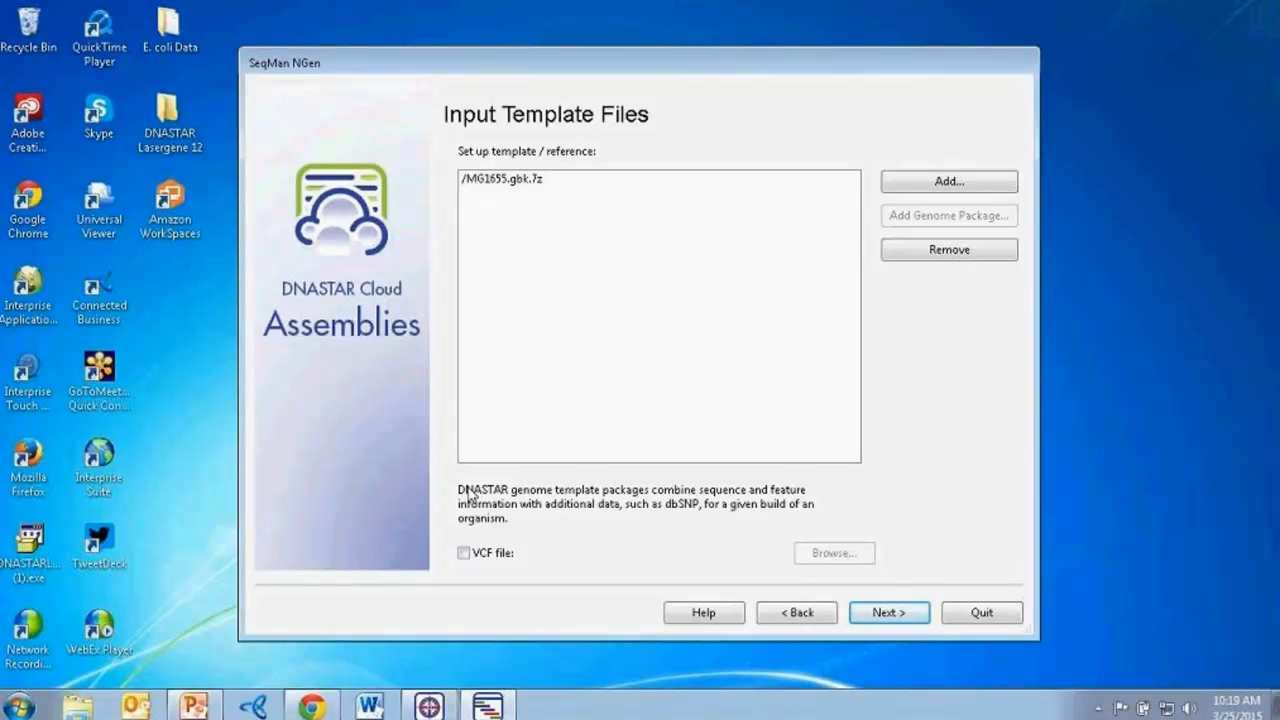 Recycle Bin
QuickTime
Player
E. coli Data
Adobe
Creati...
Skype
DNASTAR
Lasergene 12
Google
Chrome
Universal
Viewer
Amazon
WorkSpaces
Interprise
Applicatio...
Connected
Business
Interprise
Touch ...
GoToMeet...
Quick Con...
Mozilla
Firefox
Interprise
Suite
DNASTARL...
(1).exe
TweetDeck
Network
Recordi...
WebEx Player
SeqMan NGen
DNASTAR Cloud
Assemblies
Input Template Files
Set up template / reference:
/MG1655.gbk.7z
Add...
Add Genome Package...
Remove
DNASTAR genome template packages combine sequence and feature
information with additional data, such as dbSNP, for a given build of an
organism.
VCF file:
Browse...
Help
< Back
Next >
Quit
10:19 AM
3/25/2015